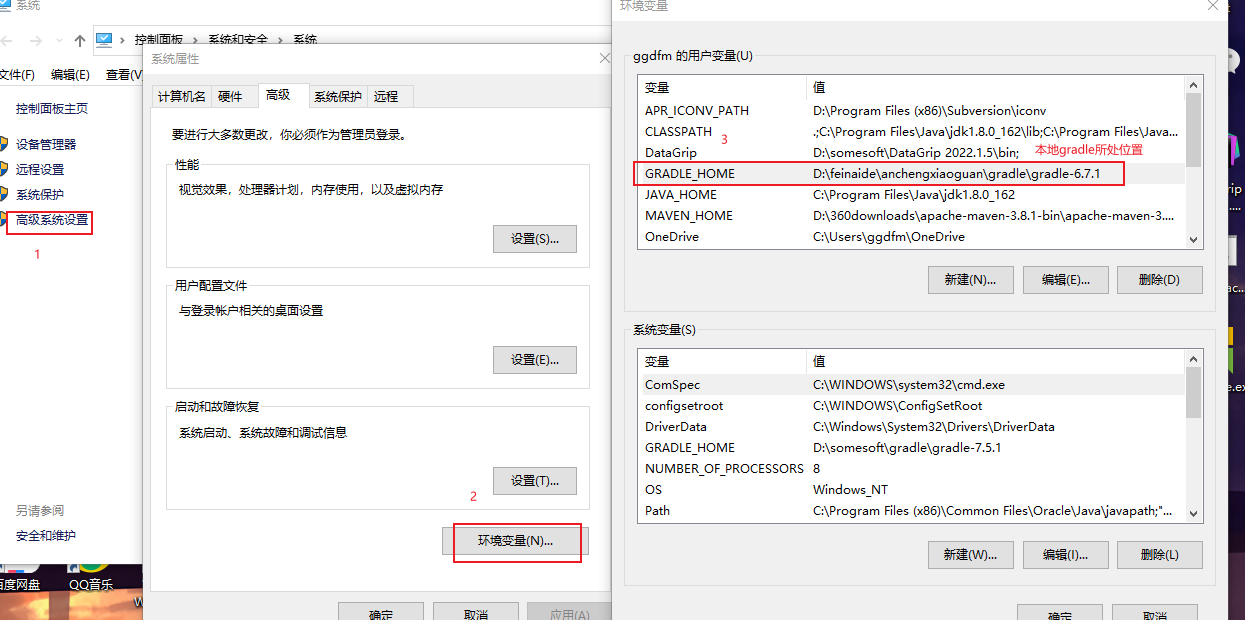 系统
控制面板 › 系统和安全 › 系统
文件(F) 编辑(E) 查看(V
控制面板主页
设备管理器
远程设置
系统保护
高级系统设置
1
另请参阅
安全和维护
百度网盘
QQ音乐
W
系统属性
计算机名 硬件 高级 系统保护 远程
要进行大多数更改，你必须作为管理员登录。
性能
视觉效果，处理器计划，内存使用，以及虚拟内存
设置(S)...
用户配置文件
与登录帐户相关的桌面设置
设置(E)...
启动和故障恢复
系统启动、系统故障和调试信息
设置(T)...
2
环境变量(N)...
确定 取消 应用(A)
环境变量
ggdfm 的用户变量(U)
变量 值
APR_ICONV_PATH D:\Program Files (x86)\Subversion\iconv
CLASSPATH .;C:\Program Files\Java\jdk1.8.0_162\lib;C:\Program Files\Java...
3
DataGrip D:\somesoft\DataGrip 2022.1.5\bin;
本地gradle所处位置
GRADLE_HOME D:\feinaide\anchengxiaoguan\gradle\gradle-6.7.1
JAVA_HOME C:\Program Files\Java\jdk1.8.0_162
MAVEN_HOME D:\360downloads\apache-maven-3.8.1-bin\apache-maven-3....
OneDrive C:\Users\ggdfm\OneDrive
新建(N)... 编辑(E)... 删除(D)
系统变量(S)
变量 值
ComSpec C:\WINDOWS\system32\cmd.exe
configsetroot C:\WINDOWS\ConfigSetRoot
DriverData C:\Windows\System32\Drivers\DriverData
GRADLE_HOME D:\somesoft\gradle\gradle-7.5.1
NUMBER_OF_PROCESSORS 8
OS Windows_NT
Path C:\Program Files (x86)\Common Files\Oracle\Java\javapath;"...
新建(W)... 编辑(I)... 删除(L)
确定 取消